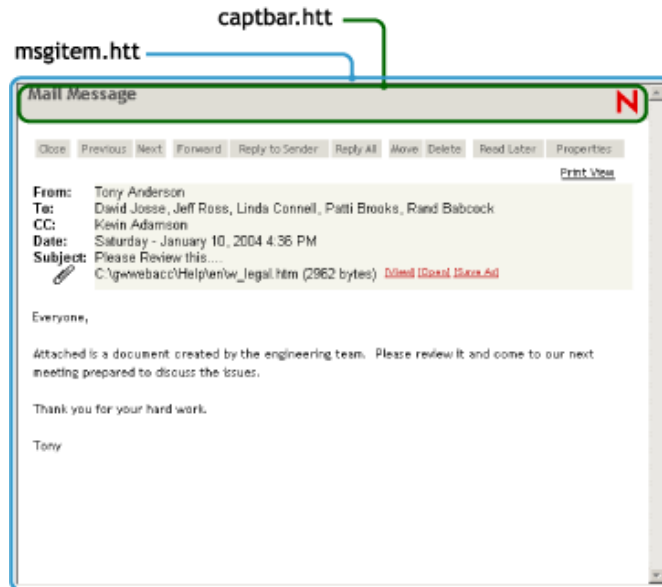 captbar.htt
msgitem.htt
Mail Message
N
Close Previous Next Forward Reply to Sender Reply All Move Delete Read Later Properties
Print View
From: Tony Anderson
To: David Josse, Jeff Ross, Linda Connell, Patti Brooks, Rand Babcock
CC: Kevin Adamson
Date: Saturday - January 10, 2004 4:36 PM
Subject: Please Review this....
C:\gwwebacc\Help\en\w_legal.htm (2962 bytes) [View] [Open] [Save As]
Everyone,
Attached is a document created by the engineering team. Please review it and come to our next
meeting prepared to discuss the issues.
Thank you for your hard work.
Tony